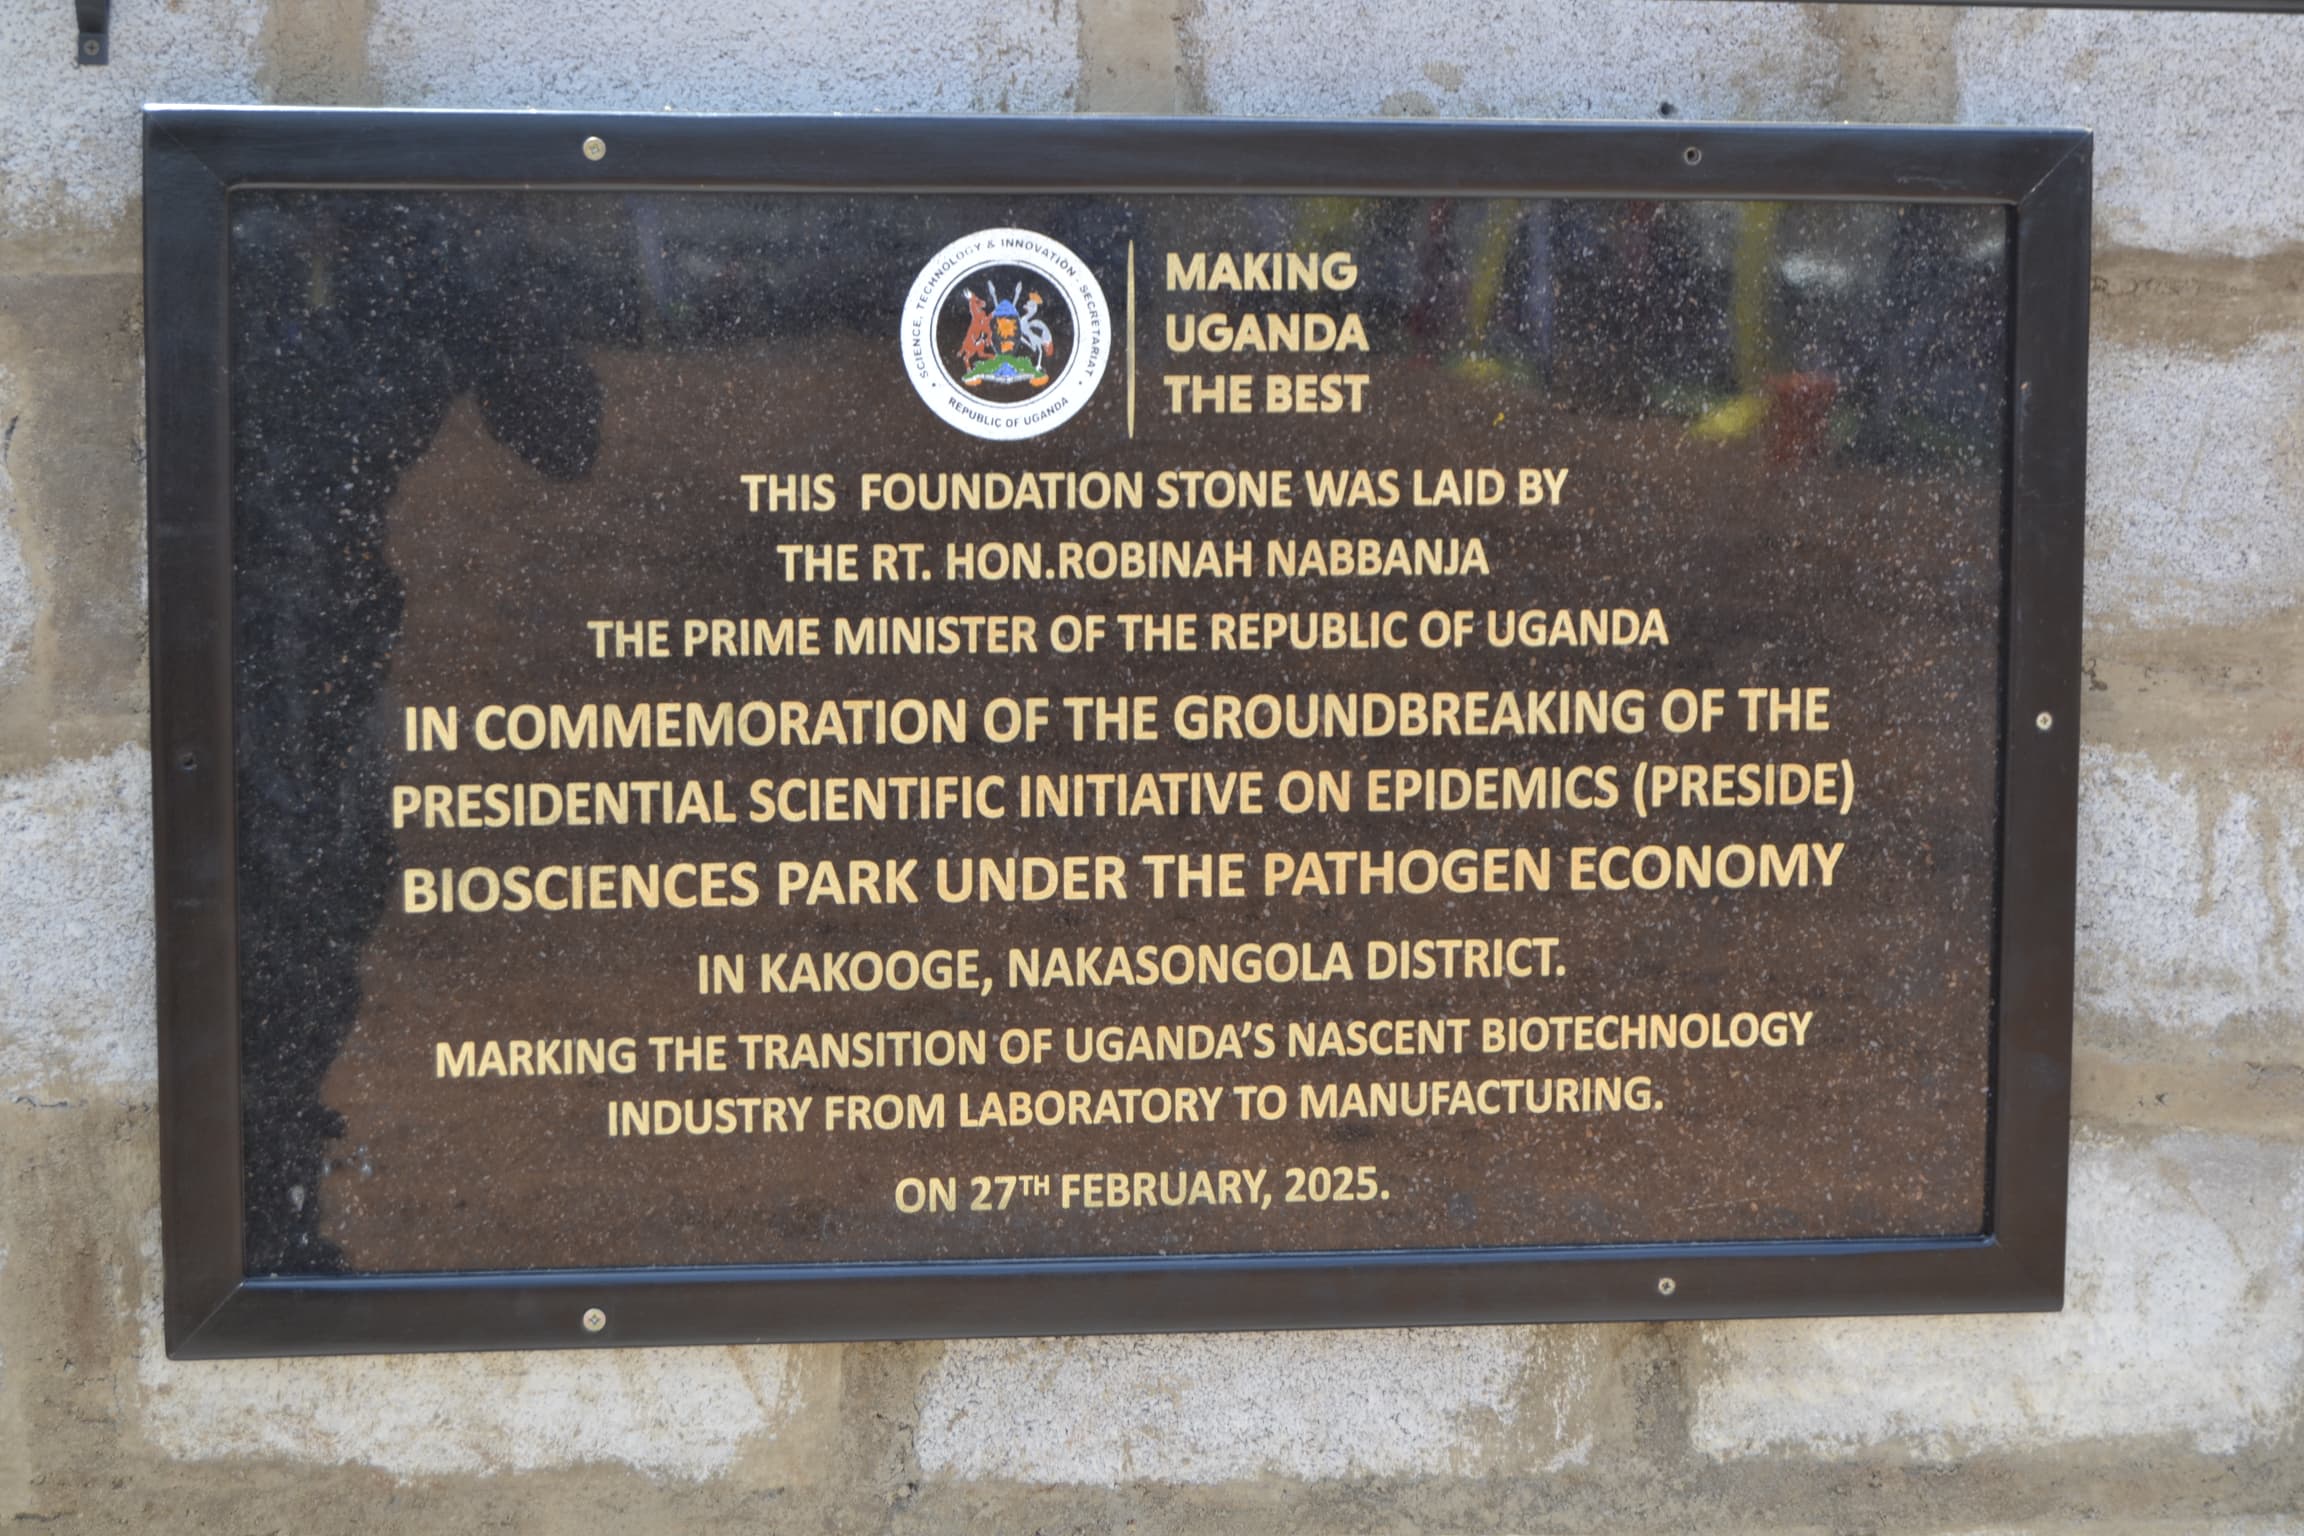 SCIENCE, TECHNOLOGY & INNOVATION - SECRETARIAT
REPUBLIC OF UGANDA
MAKING
UGANDA
THE BEST
THIS FOUNDATION STONE WAS LAID BY
THE RT. HON.ROBINAH NABBANJA
THE PRIME MINISTER OF THE REPUBLIC OF UGANDA
IN COMMEMORATION OF THE GROUNDBREAKING OF THE
PRESIDENTIAL SCIENTIFIC INITIATIVE ON EPIDEMICS (PRESIDE)
BIOSCIENCES PARK UNDER THE PATHOGEN ECONOMY
IN KAKOOGE, NAKASONGOLA DISTRICT.
MARKING THE TRANSITION OF UGANDA'S NASCENT BIOTECHNOLOGY
INDUSTRY FROM LABORATORY TO MANUFACTURING.
ON 27TH FEBRUARY, 2025.